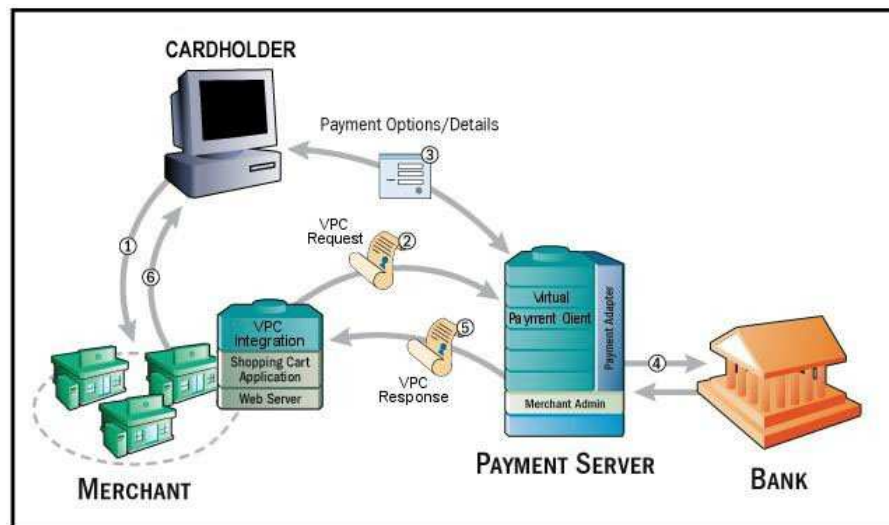 CARDHOLDER
Payment Options/Details
③
①
⑥
VPC
Request
②
VPC
Integration
Shopping Cart
Application
Web Server
⑤
VPC
Response
Virtual
Payment Client
Payment Adapter
④
Merchant Admin
MERCHANT
PAYMENT SERVER
BANK